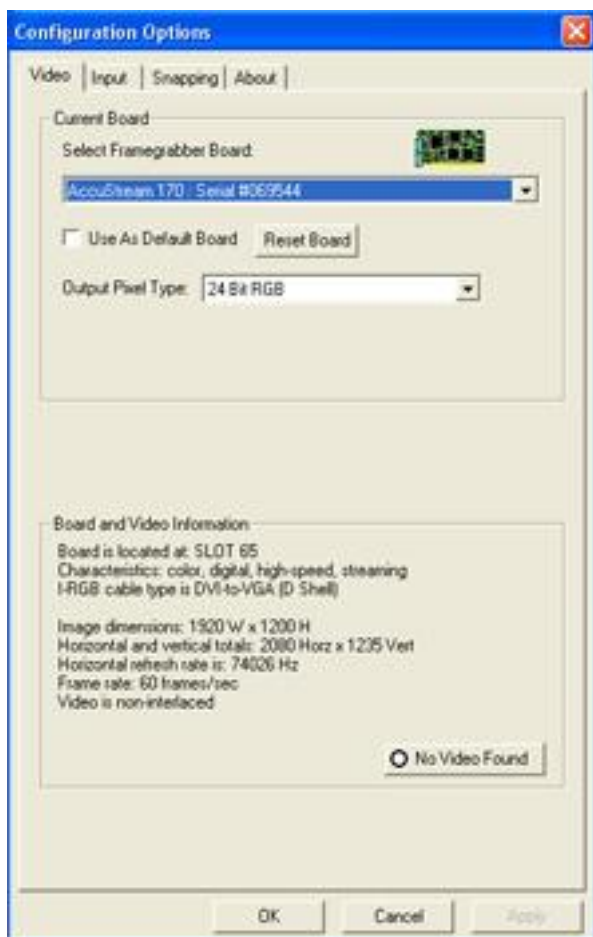 Configuration Options
Video Input Snapping About
Current Board
Select Framegrabber Board:
AccuStream 170 : Serial #069544
Use As Default Board Reset Board
Output Pixel Type: 24 Bit RGB
Board and Video Information
Board is located at: SLOT 65
Characteristics: color, digital, high-speed, streaming
I-RGB cable type is DVI-to-VGA (D Shell)
Image dimensions: 1920 W x 1200 H
Horizontal and vertical totals: 2080 Horz x 1235 Vert
Horizontal refresh rate is: 74026 Hz
Frame rate: 60 frames/sec
Video is non-interlaced
No Video Found
OK Cancel Apply